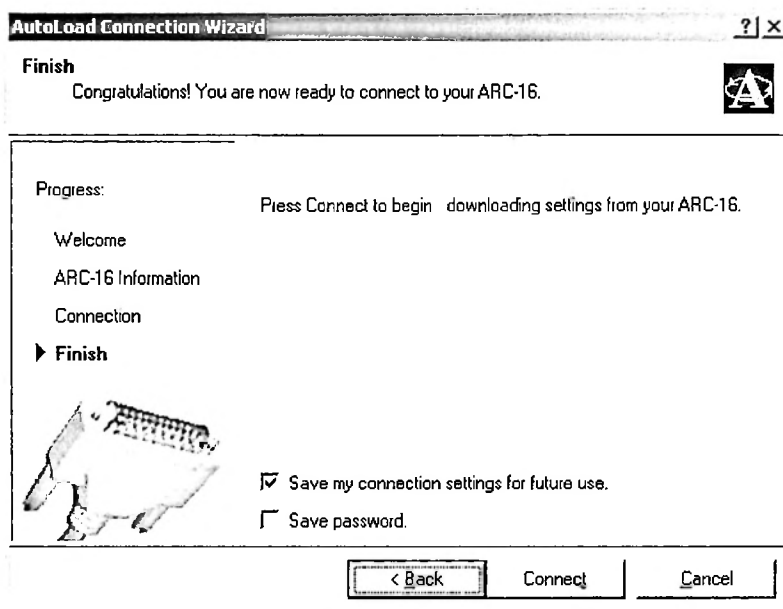 AutoLoad Connection Wizard
Finish
Congratulations! You are now ready to connect to your ARC-16.
Progress:
Press Connect to begin downloading settings from your ARC-16.
Welcome
ARC-16 Information
Connection
Finish
Save my connection settings for future use.
Save password.
< Back Connect Cancel